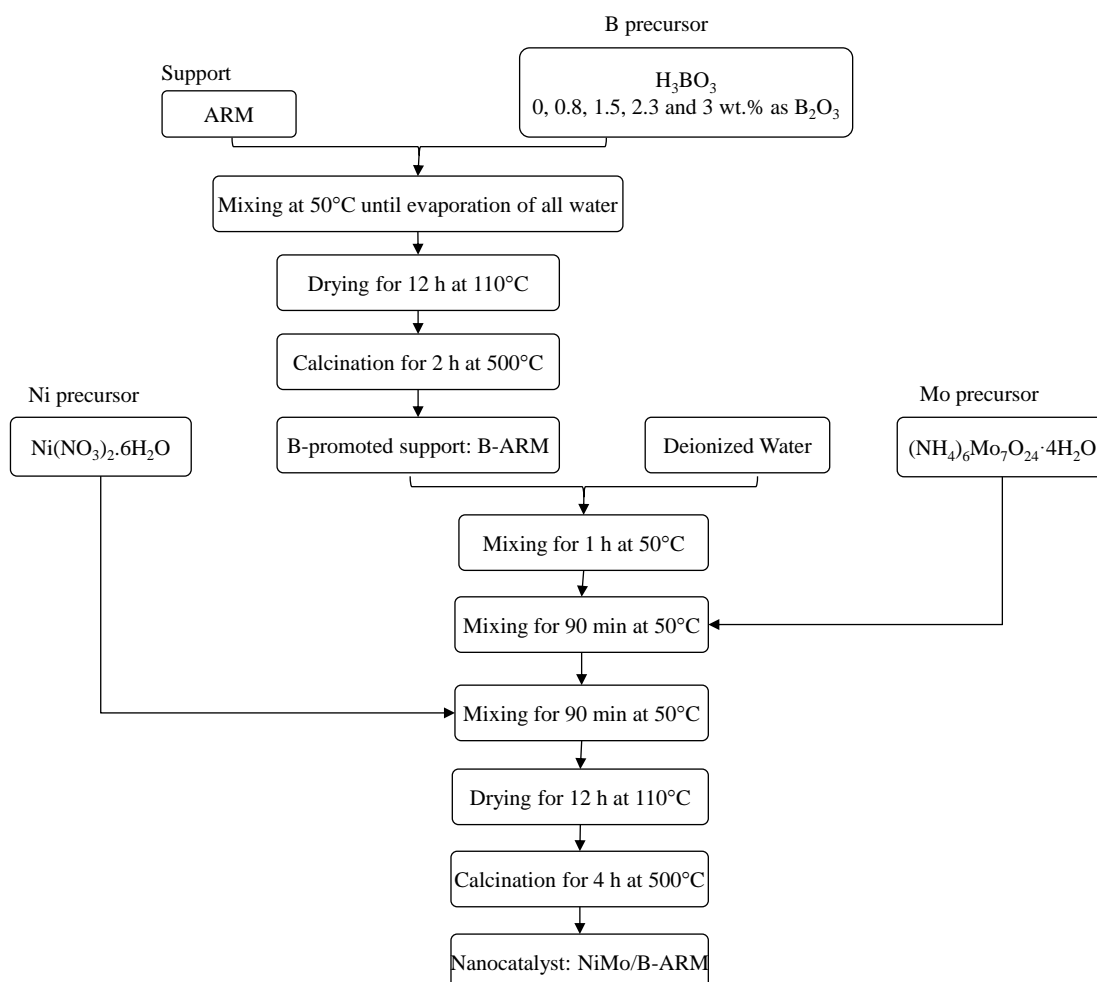 B precursor
Support
H₃BO₃
0, 0.8, 1.5, 2.3 and 3 wt.% as B₂O₃
ARM
Mixing at 50°C until evaporation of all water
Drying for 12 h at 110°C
Calcination for 2 h at 500°C
Ni precursor
Mo precursor
Ni(NO₃)₂.6H₂O
B-promoted support: B-ARM
Deionized Water
(NH₄)₆Mo₇O₂₄·4H₂O
Mixing for 1 h at 50°C
Mixing for 90 min at 50°C
Mixing for 90 min at 50°C
Drying for 12 h at 110°C
Calcination for 4 h at 500°C
Nanocatalyst: NiMo/B-ARM